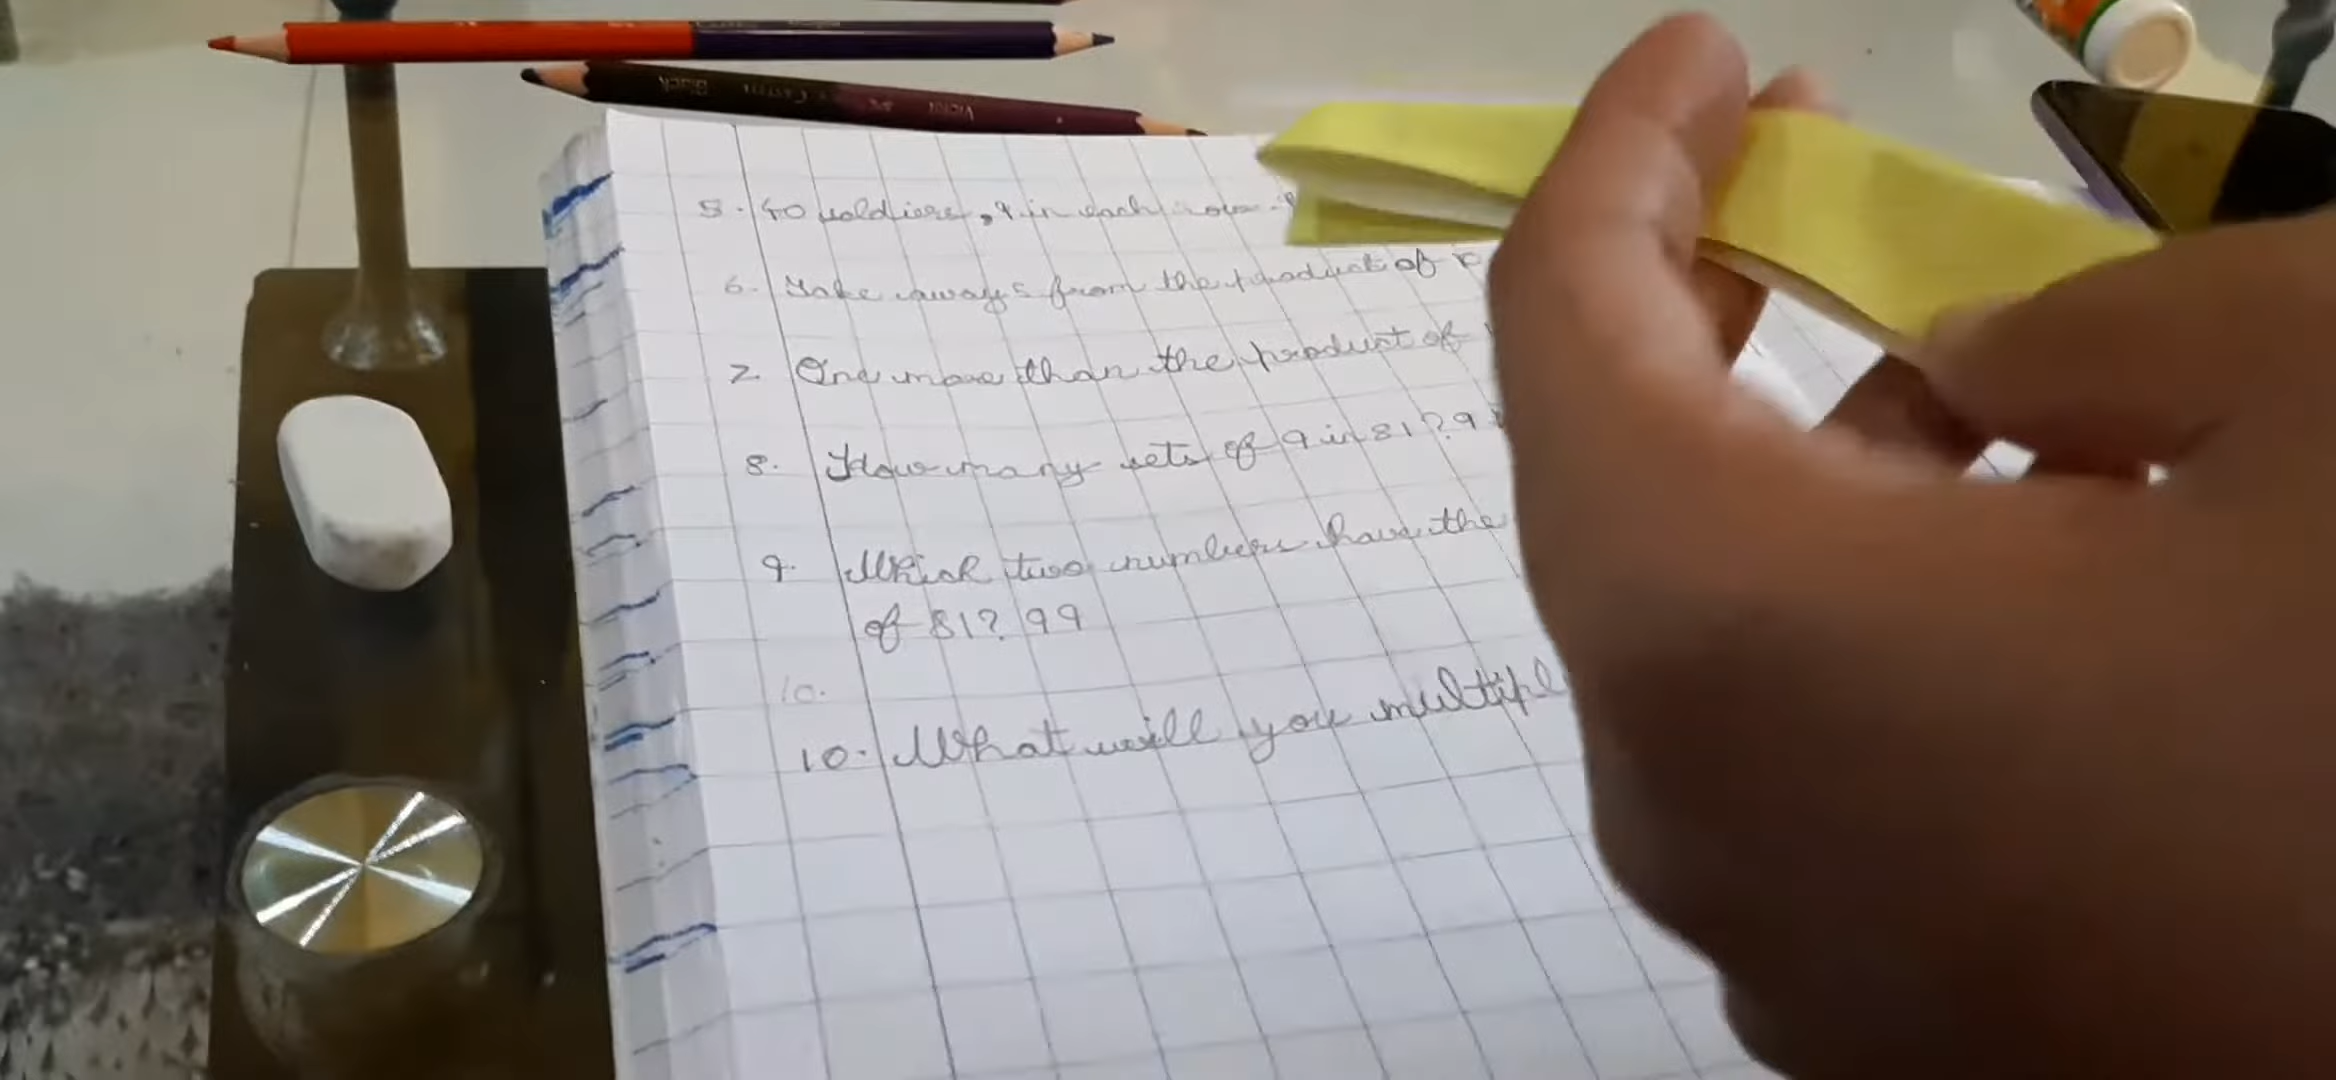 Black
5. 40 soldiers, 9 in each row
6. Take away 5 from the product of
7. One more than the product of
8. How many sets of 9 in 81? 9
9. Which two numbers have the
of 81? 99
10.
10. What will you multipl